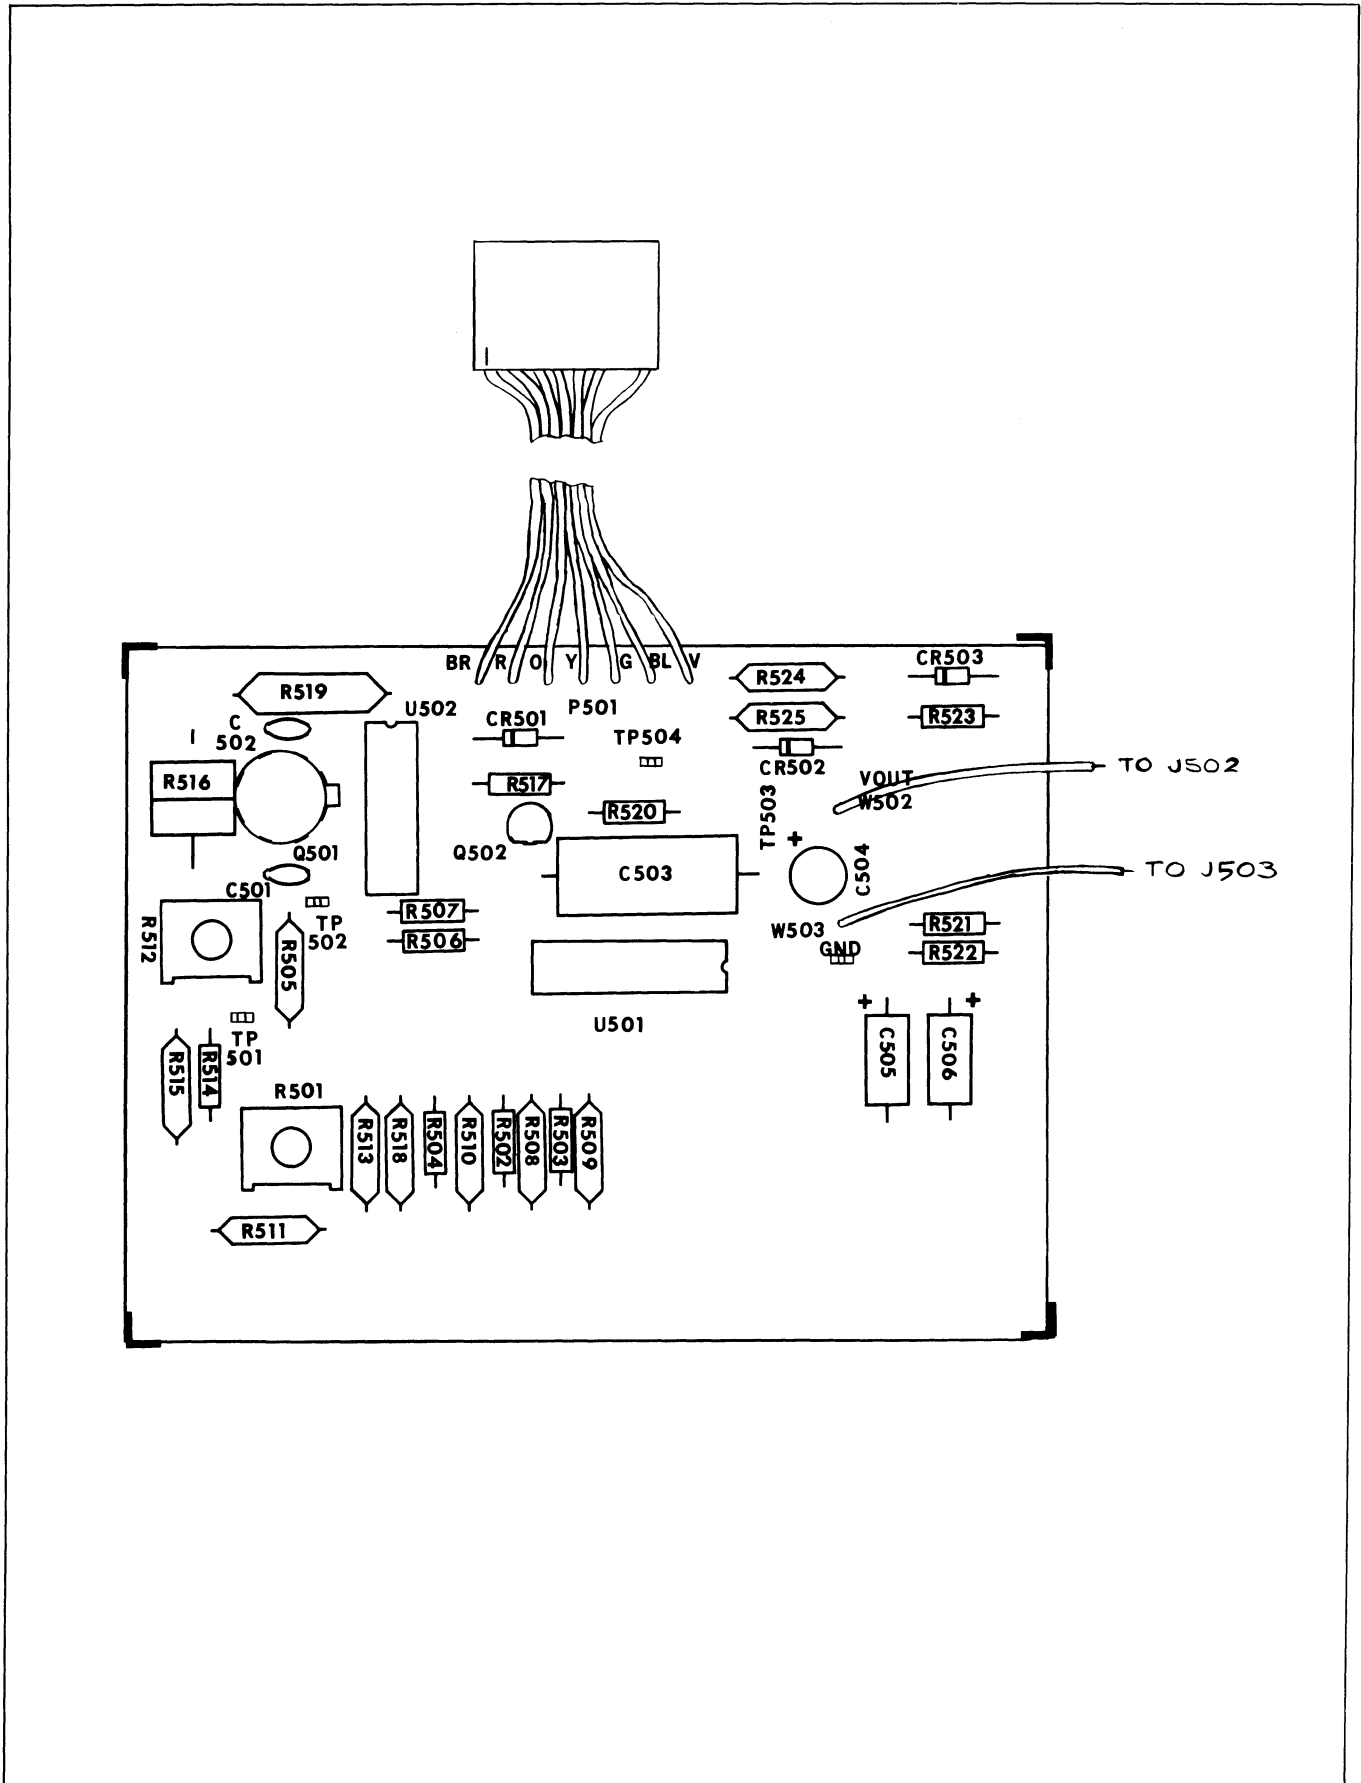 BR R O Y G BL V
CR503
R519
R524
U502
P501
C
502
CR501
R525
R523
TP504
CR502
TO J502
R516
R517
VOUT
W502
R520
TP503
+
Q501
Q502
C503
C504
TO J503
C501
R507
R512
TP
502
R506
R505
W503
GND
R521
R522
+
+
TP
501
U501
R515
R514
C505
C506
R501
R513
R518
R504
R510
R502
R508
R503
R509
R511